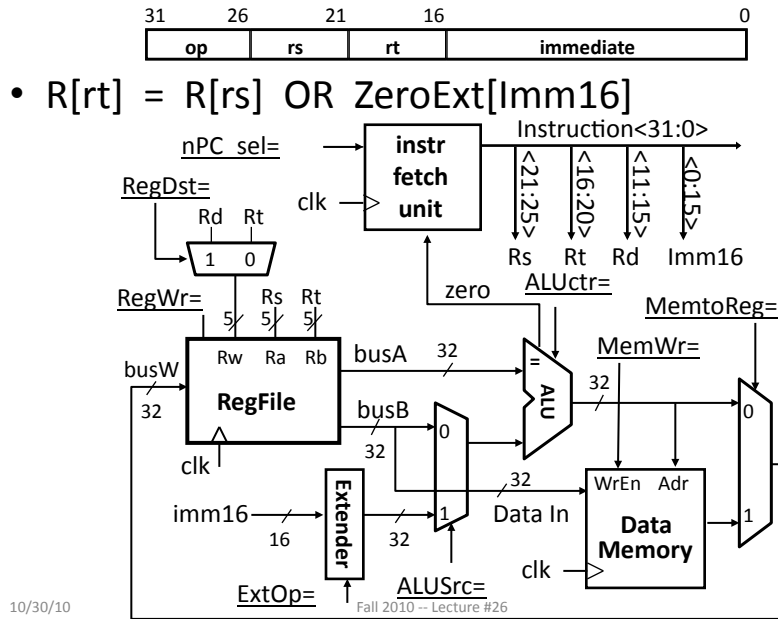 31 26 21 16 0
op rs rt immediate
• R[rt] = R[rs] OR ZeroExt[Imm16]
Instruction<31:0>
nPC_sel=
instr
fetch
unit
<21:25>
<16:20>
<11:15>
<0:15>
RegDst=
clk
Rd Rt
Rs Rt Rd Imm16
1 0
zero
ALUctr=
RegWr=
Rs Rt
5 5 5
MemtoReg=
Rw Ra Rb
busA 32
=
MemWr=
busW
32
RegFile
ALU
32
0
busB
32
0
clk
32
WrEn Adr
imm16
16
Extender
32
1
Data In
Data
Memory
1
clk
ExtOp=
ALUSrc=
10/30/10
Fall 2010 -- Lecture #26